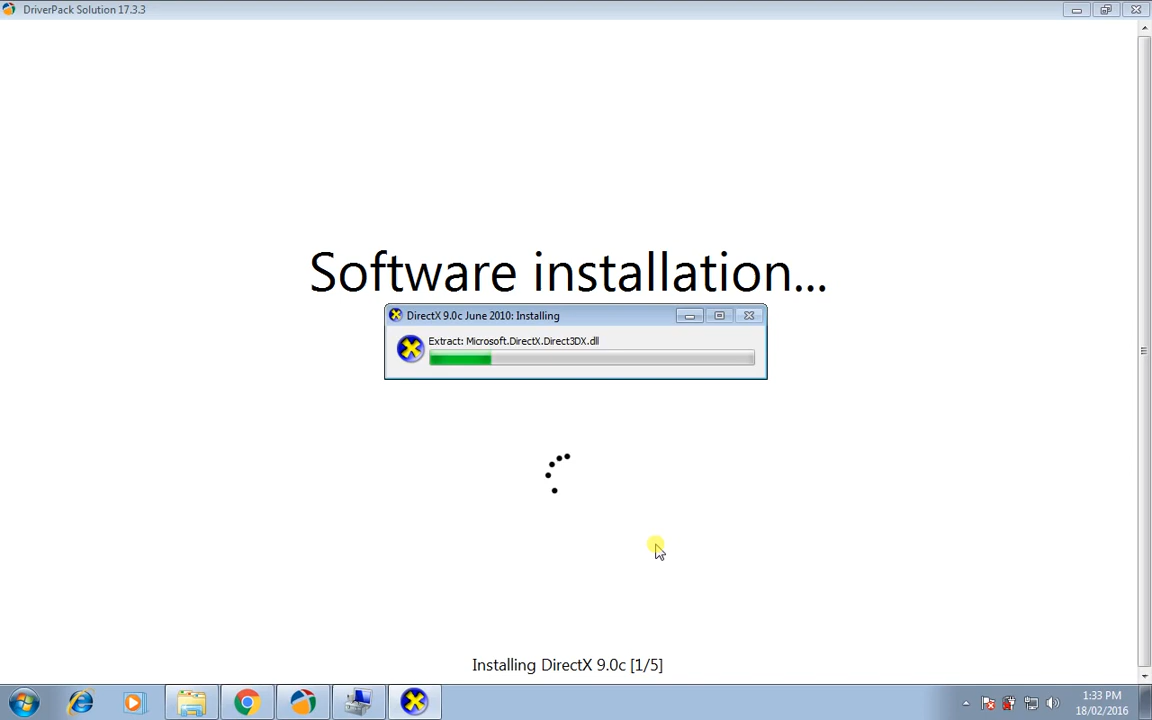 DriverPack Solution 17.3.3
Software installation...
DirectX 9.0c June 2010: Installing
Extract: Microsoft.DirectX.Direct3DX.dll
Installing DirectX 9.0c [1/5]
1:33 PM
18/02/2016